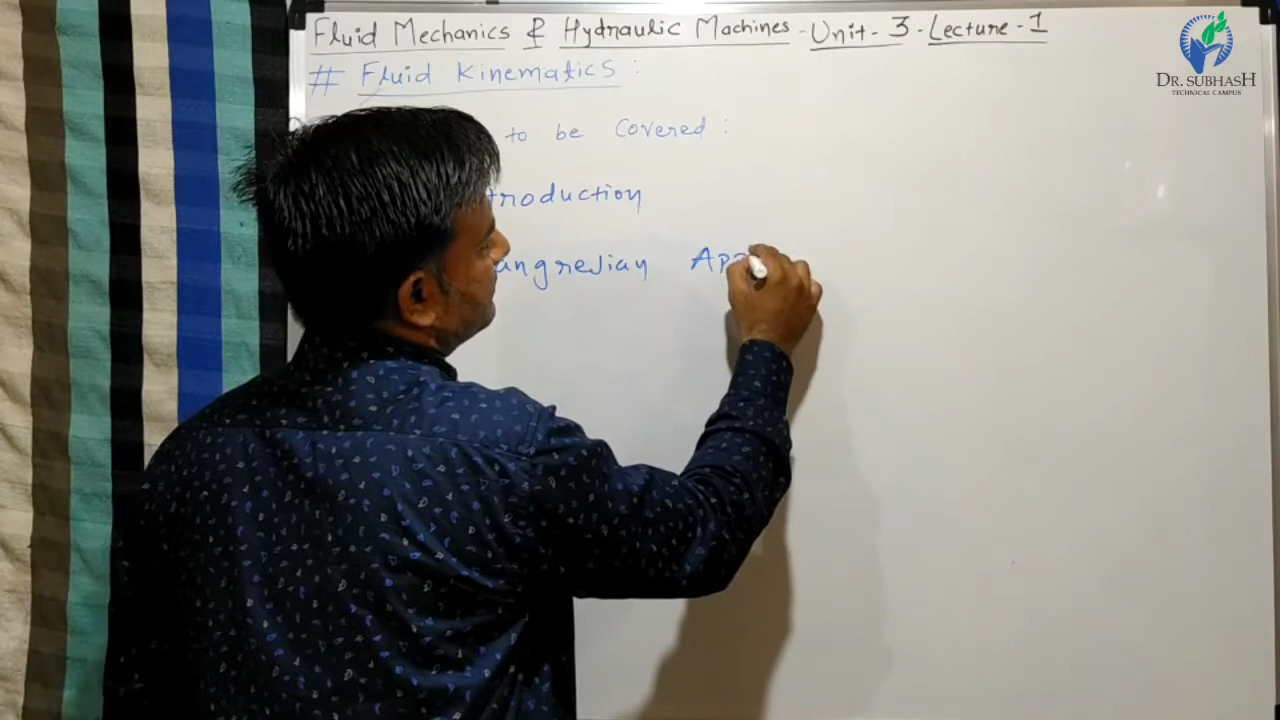 Fluid Mechanics & Hydraulic Machines - Unit - 3 - Lecture - 1
# Fluid Kinematics :
to be Covered :
troduction
angrejian App
DR. SUBHASH
TECHNICAL CAMPUS